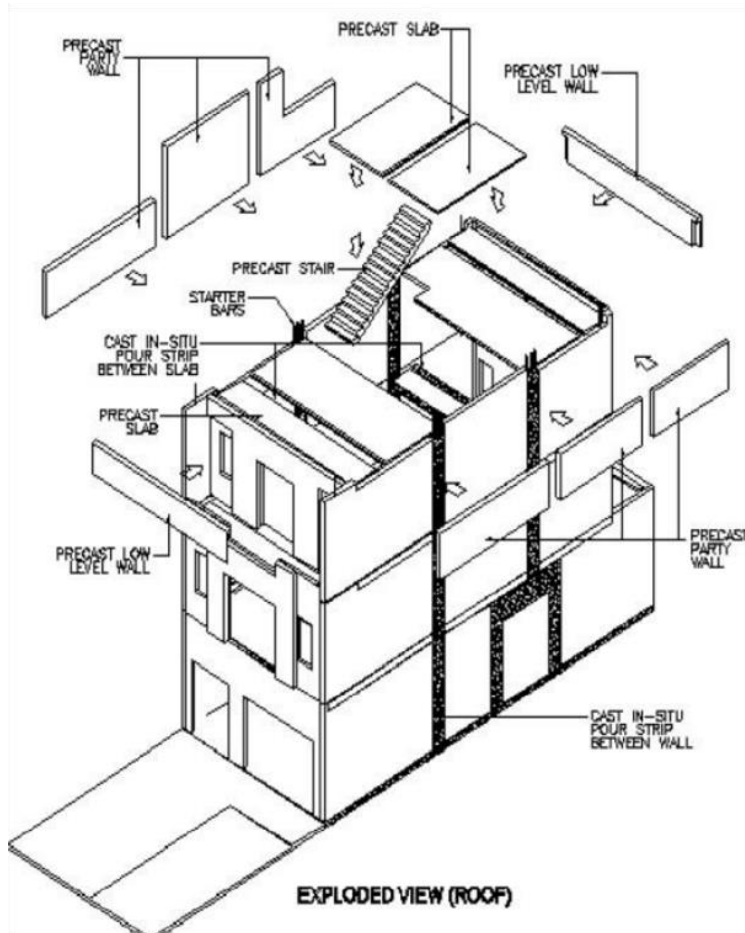 PRECAST
PARTY
WALL
PRECAST SLAB
PRECAST LOW
LEVEL WALL
PRECAST STAIR
STARTER
BARS
CAST IN-SITU
POUR STRIP
BETWEEN SLAB
PRECAST
SLAB
PRECAST LOW
LEVEL WALL
PRECAST
PARTY
WALL
CAST IN-SITU
POUR STRIP
BETWEEN WALL
EXPLODED VIEW (ROOF)